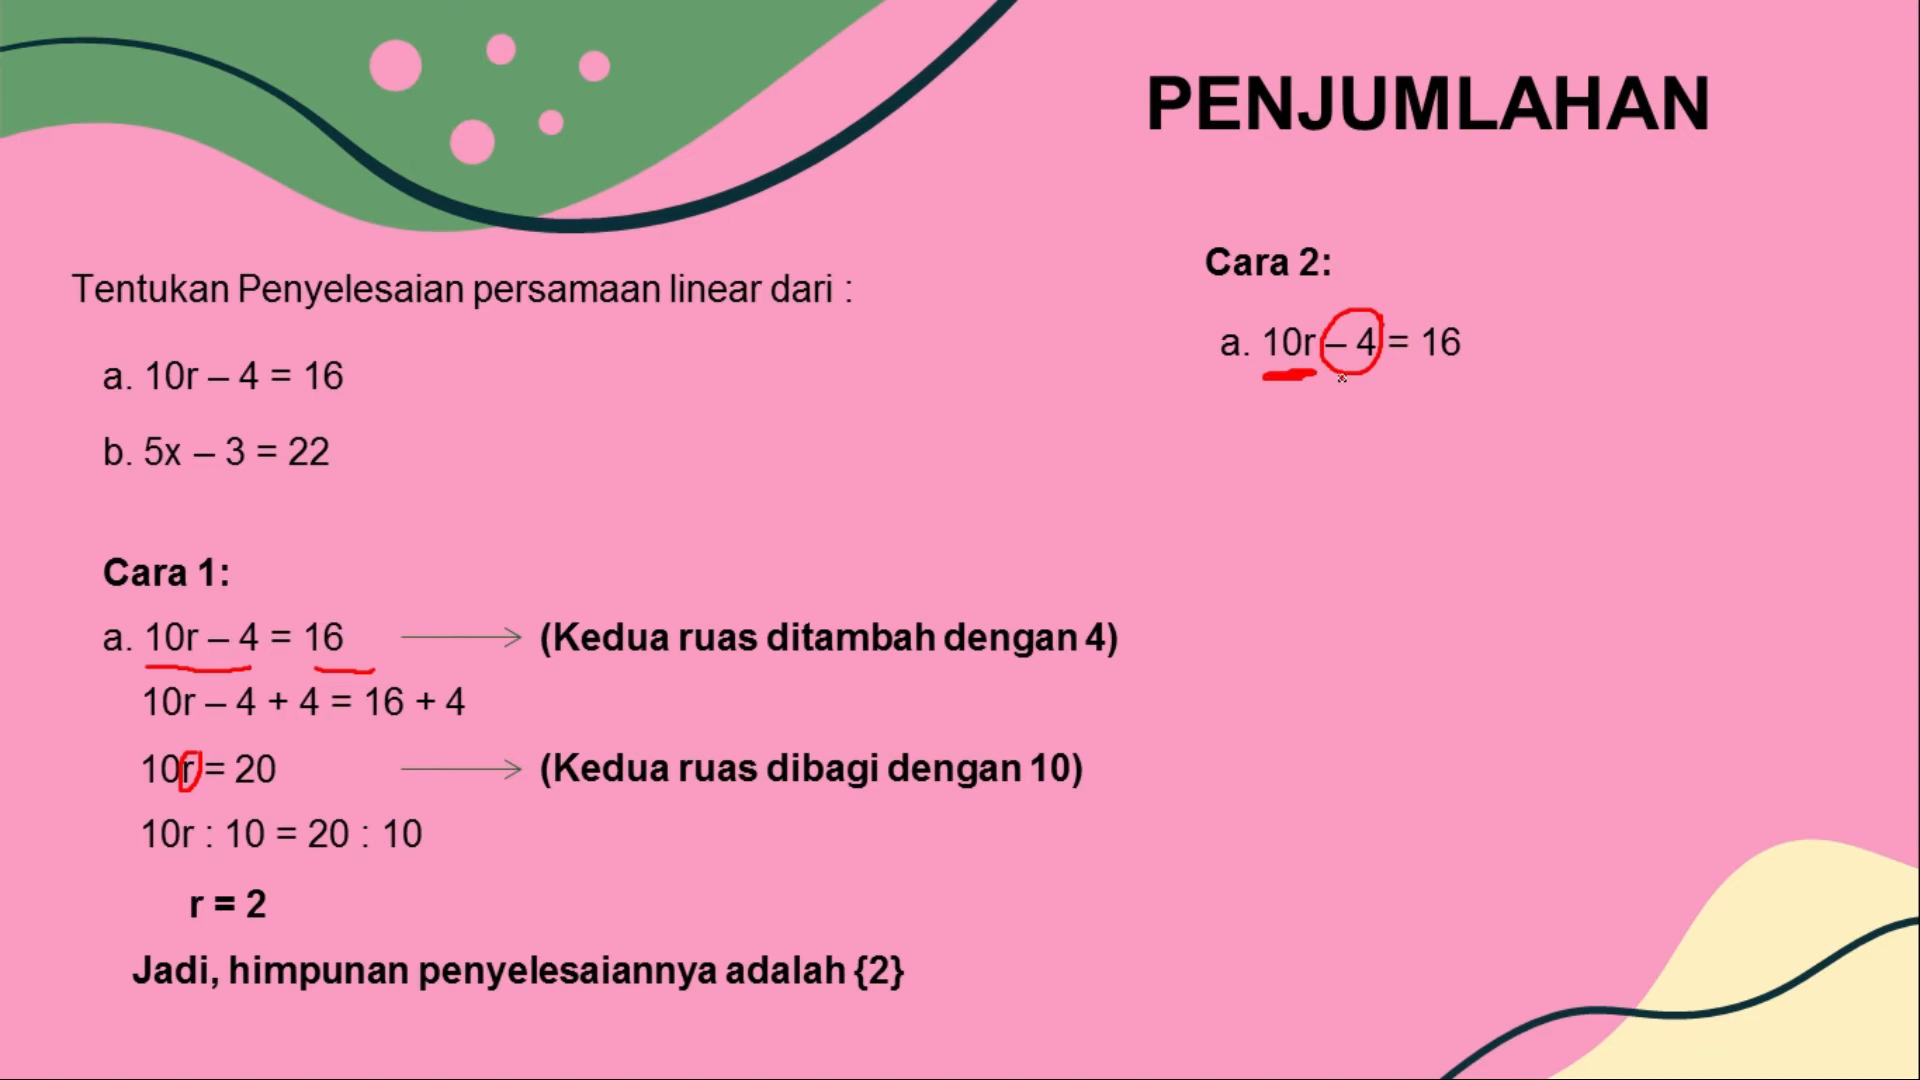 PENJUMLAHAN
Tentukan Penyelesaian persamaan linear dari :
a. 10r – 4 = 16
b. 5x – 3 = 22
Cara 1:
a. 10r – 4 = 16 (Kedua ruas ditambah dengan 4)
10r – 4 + 4 = 16 + 4
10r = 20 (Kedua ruas dibagi dengan 10)
10r : 10 = 20 : 10
r = 2
Jadi, himpunan penyelesaiannya adalah {2}
Cara 2:
a. 10r – 4 = 16